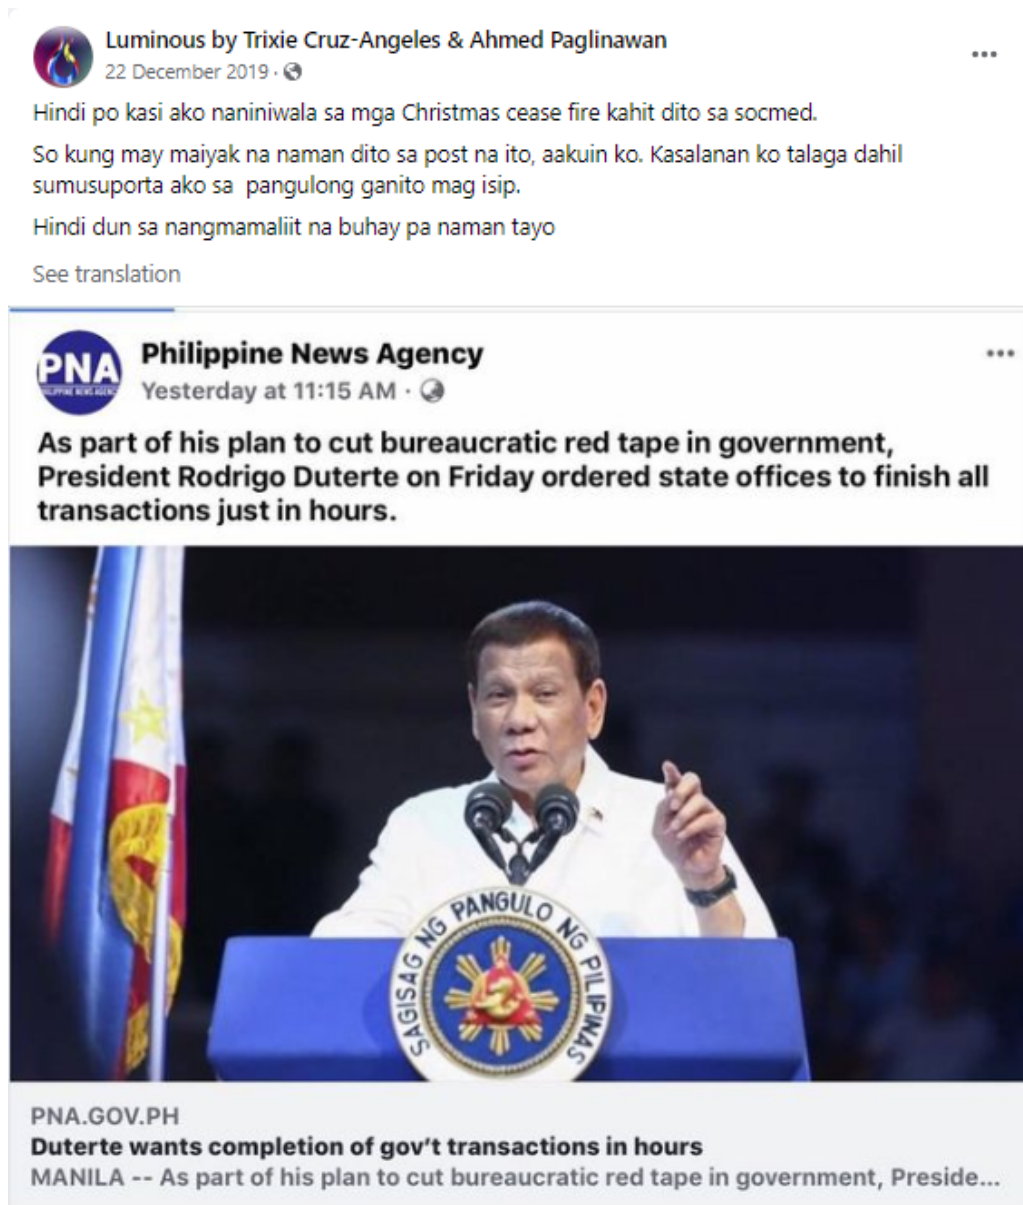 Luminous by Trixie Cruz-Angeles & Ahmed Paglinawan
22 December 2019 ·
Hindi po kasi ako naniniwala sa mga Christmas cease fire kahit dito sa socmed.
So kung may maiyak na naman dito sa post na ito, aakuin ko. Kasalanan ko talaga dahil
sumusuporta ako sa pangulong ganito mag isip.
Hindi dun sa nangmamaliit na buhay pa naman tayo
See translation
PNA
PHILIPPINE NEWS AGENCY
Philippine News Agency
Yesterday at 11:15 AM ·
As part of his plan to cut bureaucratic red tape in government,
President Rodrigo Duterte on Friday ordered state offices to finish all
transactions just in hours.
SAGISAG NG PANGULO NG PILIPINAS
PNA.GOV.PH
Duterte wants completion of gov't transactions in hours
MANILA -- As part of his plan to cut bureaucratic red tape in government, Preside...